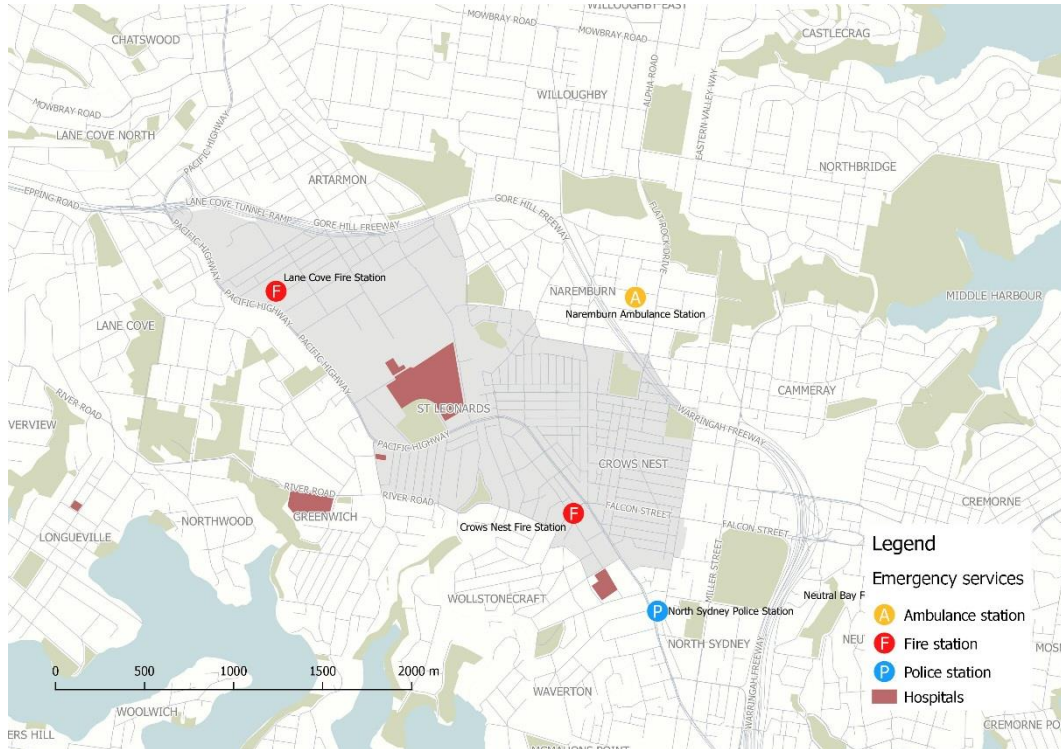 WILLOUGHBY EAST
MOWBRAY ROAD
CASTLECRAG
MOWBRAY ROAD
CHATSWOOD
ALPHA ROAD
WILLOUGHBY
MOWBRAY ROAD
EASTERN VALLEY WAY
LANE COVE NORTH
PACIFIC HIGHWAY
NORTHBRIDGE
ARTARMON
EPPING ROAD
LANE COVE TUNNEL RAMP
GORE HILL FREEWAY
GORE HILL FREEWAY
FLAT ROCK DRIVE
PACIFIC HIGHWAY
F
Lane Cove Fire Station
NAREMBURN
A
Naremburn Ambulance Station
MIDDLE HARBOUR
PACIFIC HIGHWAY
LANE COVE
PACIFIC HIGHWAY
CAMMERAY
RIVER ROAD
ST LEONARDS
WARRINGAH FREEWAY
VERVIEW
PACIFIC HIGHWAY
CROWS NEST
RIVER ROAD
RIVER ROAD
CREMORNE
FALCON STREET
NORTHWOOD
GREENWICH
Crows Nest Fire Station
F
FALCON STREET
LONGUEVILLE
MILLER STREET
Legend
Emergency services
WOLLSTONECRAFT
Neutral Bay F
P
North Sydney Police Station
A
Ambulance station
NORTH SYDNEY
NEU
F
Fire station
MOS
0 500 1000 1500 2000 m
P
Police station
WAVERTON
WARRINGAH FREEWAY
Hospitals
WOOLWICH
CREMORNE PO
ERS HILL
MCMAHONS POINT